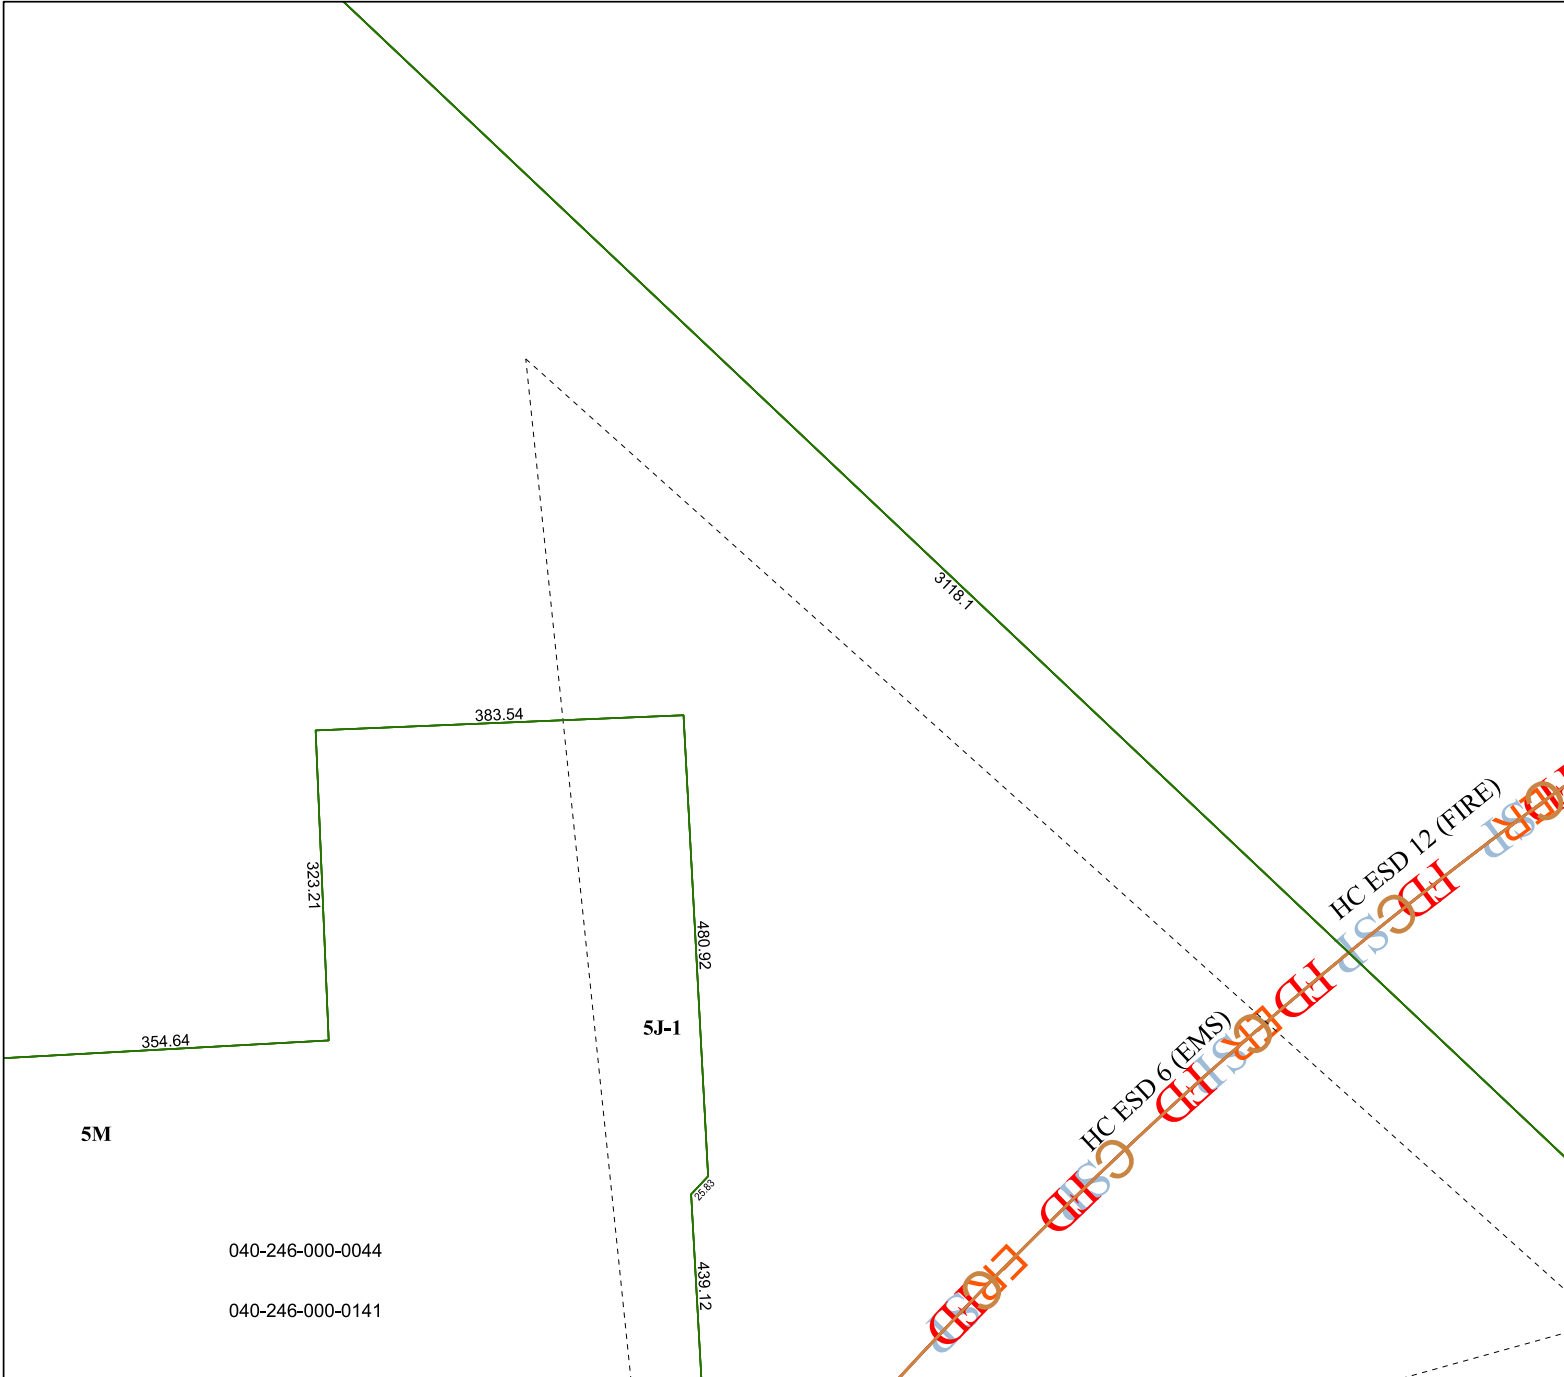 3118.1
383.54
HC ESD 12 (FIRE)
323.21
480.92
HC ESD 6 (EMS)
5J-1
354.64
5M
25.83
040-246-000-0044
439.12
040-246-000-0141